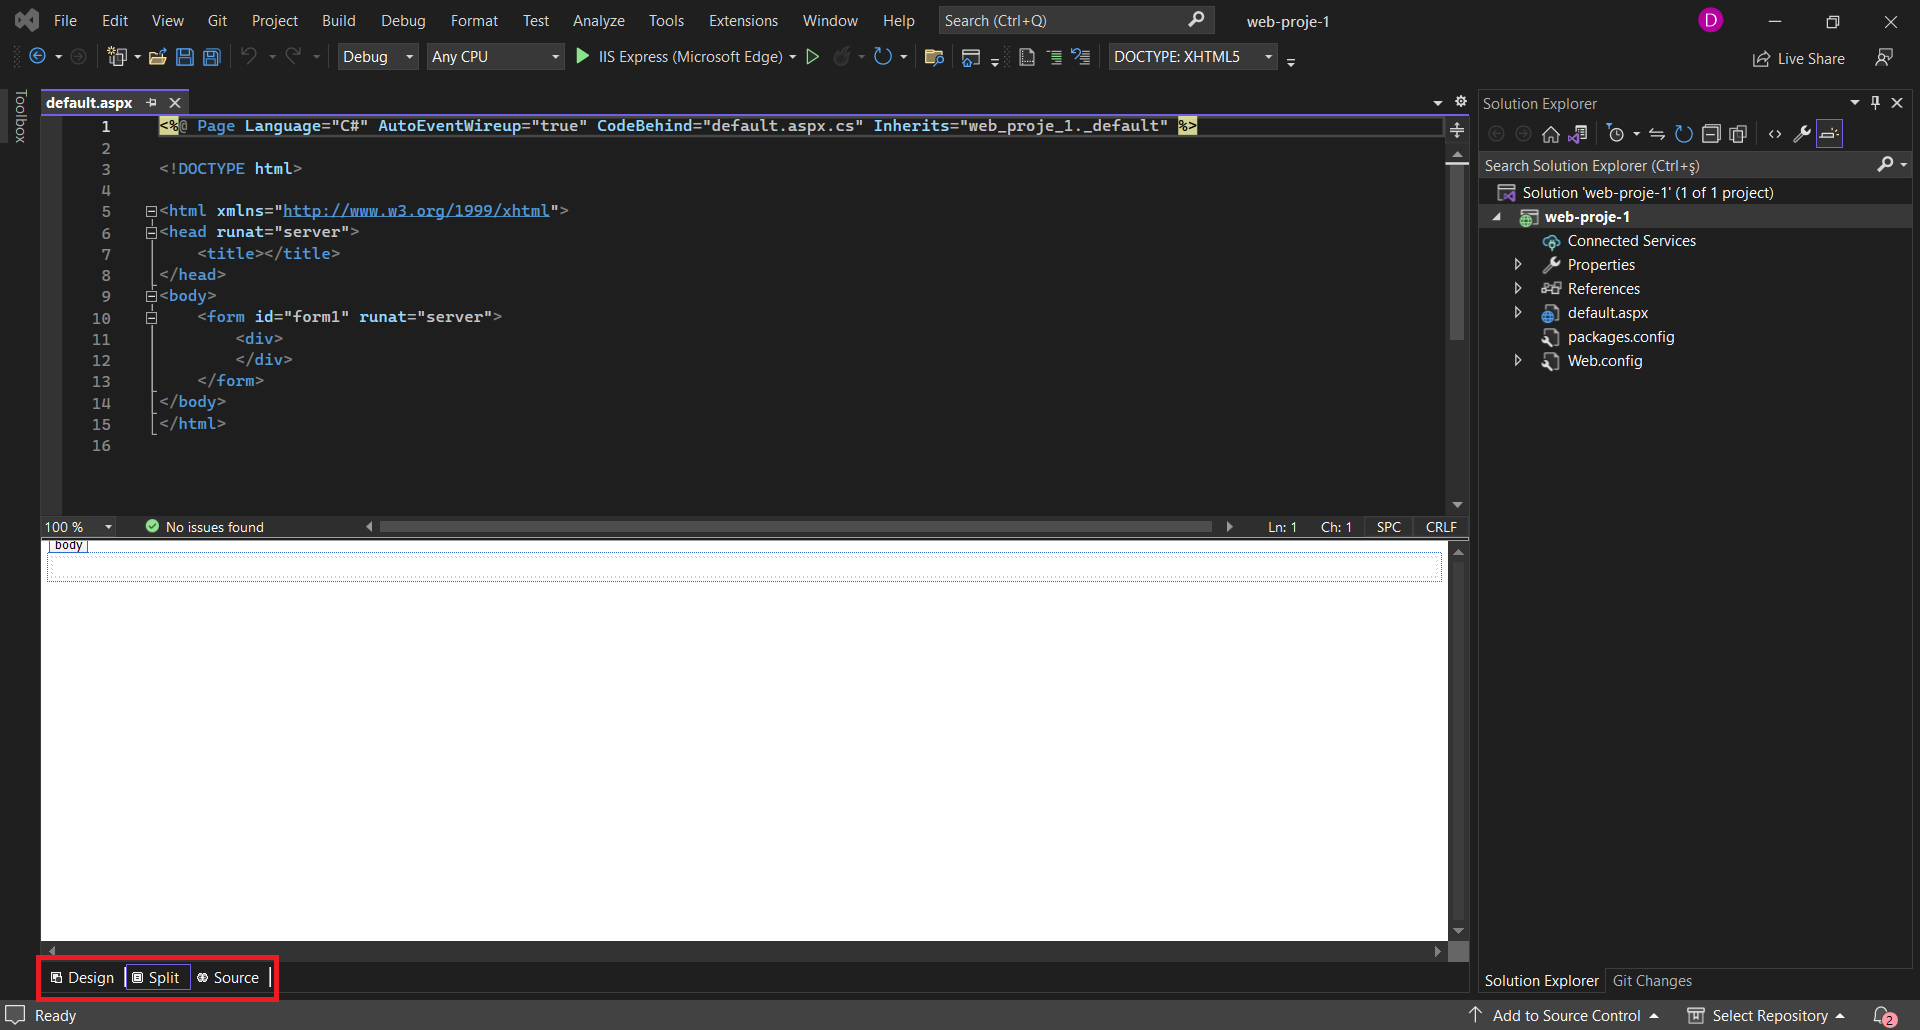 File Edit View Git Project Build Debug Format Test Analyze Tools Extensions Window Help Search (Ctrl+Q) web-proje-1 D
Debug Any CPU IIS Express (Microsoft Edge) DOCTYPE: XHTML5 Live Share
Toolbox
default.aspx
1 <%@ Page Language="C#" AutoEventWireup="true" CodeBehind="default.aspx.cs" Inherits="web_proje_1._default" %>
2
3 <!DOCTYPE html>
4
5 <html xmlns="http://www.w3.org/1999/xhtml">
6 <head runat="server">
7 <title></title>
8 </head>
9 <body>
10 <form id="form1" runat="server">
11 <div>
12 </div>
13 </form>
14 </body>
15 </html>
16
100 % No issues found Ln: 1 Ch: 1 SPC CRLF
body
Design Split Source
Solution Explorer
Search Solution Explorer (Ctrl+ş)
Solution 'web-proje-1' (1 of 1 project)
web-proje-1
Connected Services
Properties
References
default.aspx
packages.config
Web.config
Solution Explorer Git Changes
Ready Add to Source Control Select Repository 2